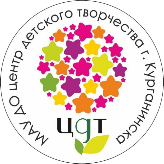 МАУ ДО центр детского творчества г. Курганинска
цдт